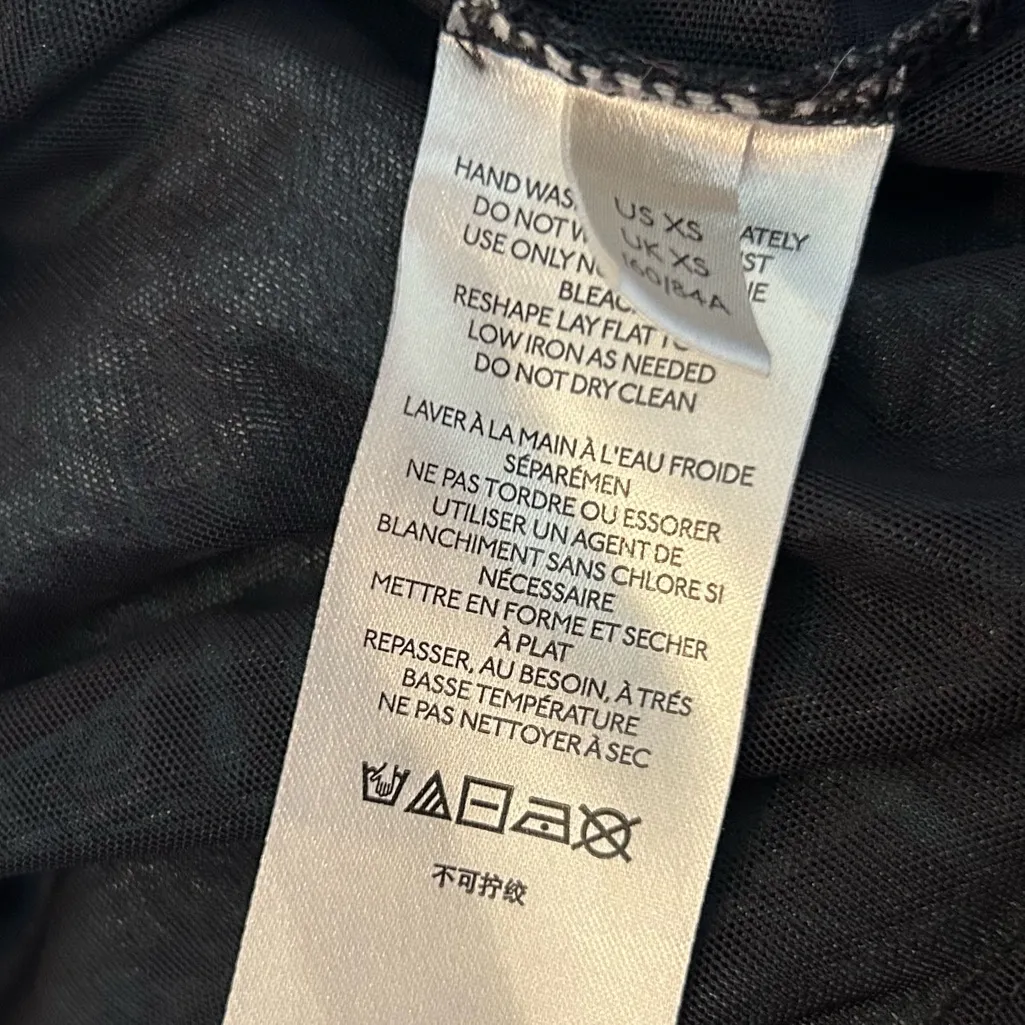 US XS
UK XS
160/84A
HAND
ATELY
DO NOT
USE ONLY
RESHAPE LAY FLAT
LOW IRON AS NEEDED
DO NOT DRY CLEAN
LAVER À LA MAIN À L'EAU FROIDE
SÉPARÉMEN
NE PAS TORDRE OU ESSORER
UTILISER UN AGENT DE
BLANCHIMENT SANS CHLORE SI
NÉCESSAIRE
METTRE EN FORME ET SECHER
À PLAT
REPASSER, AU BESOIN, À TRÉS
BASSE TEMPÉRATURE
NE PAS NETTOYER À SEC
不可拧绞